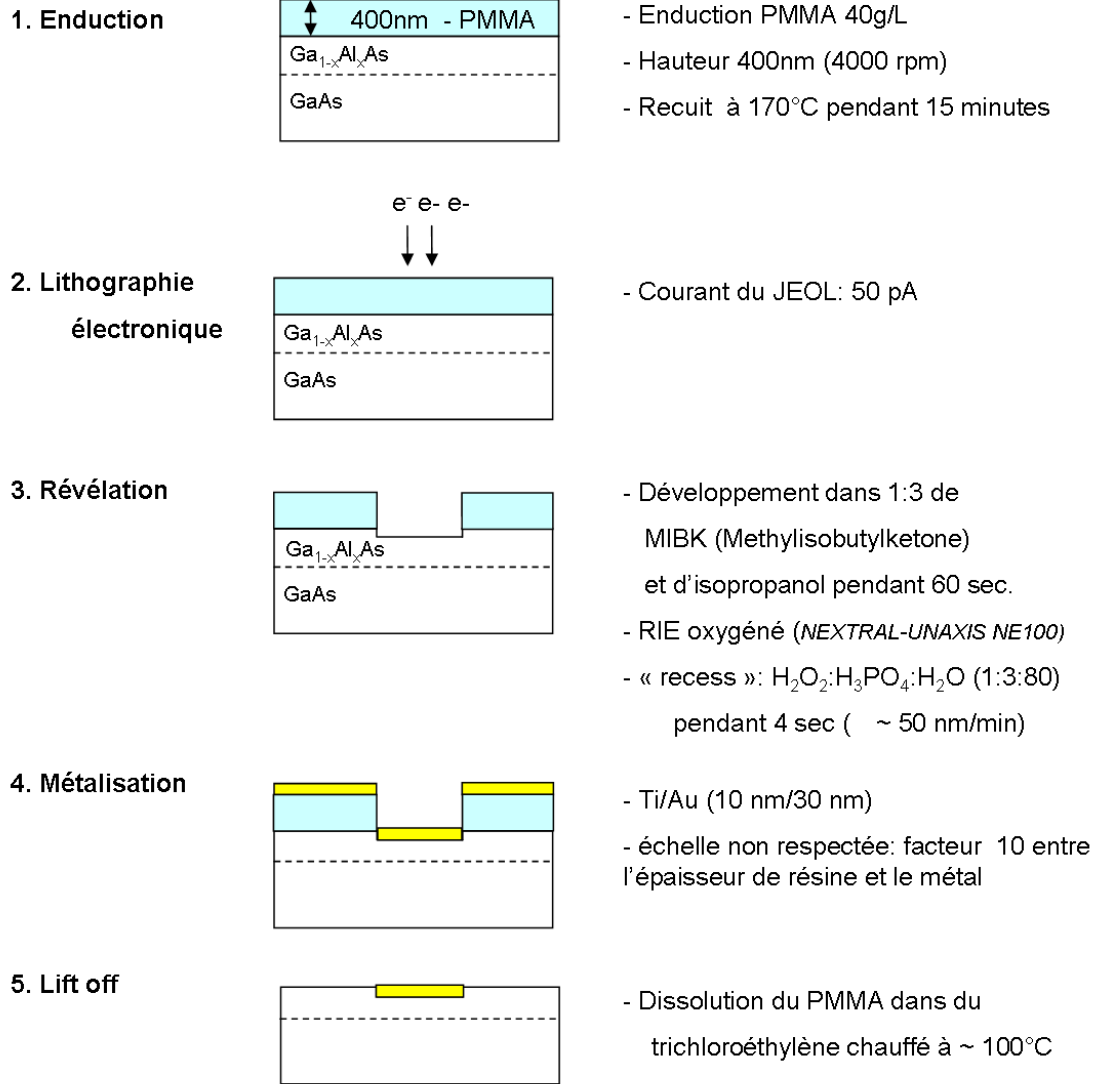 1. Enduction
400nm - PMMA
Ga1-xAlxAs
GaAs
- Enduction PMMA 40g/L
- Hauteur 400nm (4000 rpm)
- Recuit à 170°C pendant 15 minutes
e- e- e-
2. Lithographie
électronique
Ga1-xAlxAs
GaAs
- Courant du JEOL: 50 pA
3. Révélation
Ga1-xAlxAs
GaAs
- Développement dans 1:3 de
MIBK (Methylisobutylketone)
et d'isopropanol pendant 60 sec.
- RIE oxygéné (NEXTRAL-UNAXIS NE100)
- « recess »: H2O2:H3PO4:H2O (1:3:80)
pendant 4 sec ( ~ 50 nm/min)
4. Métalisation
- Ti/Au (10 nm/30 nm)
- échelle non respectée: facteur 10 entre
l'épaisseur de résine et le métal
5. Lift off
- Dissolution du PMMA dans du
trichloroéthylène chauffé à ~ 100°C